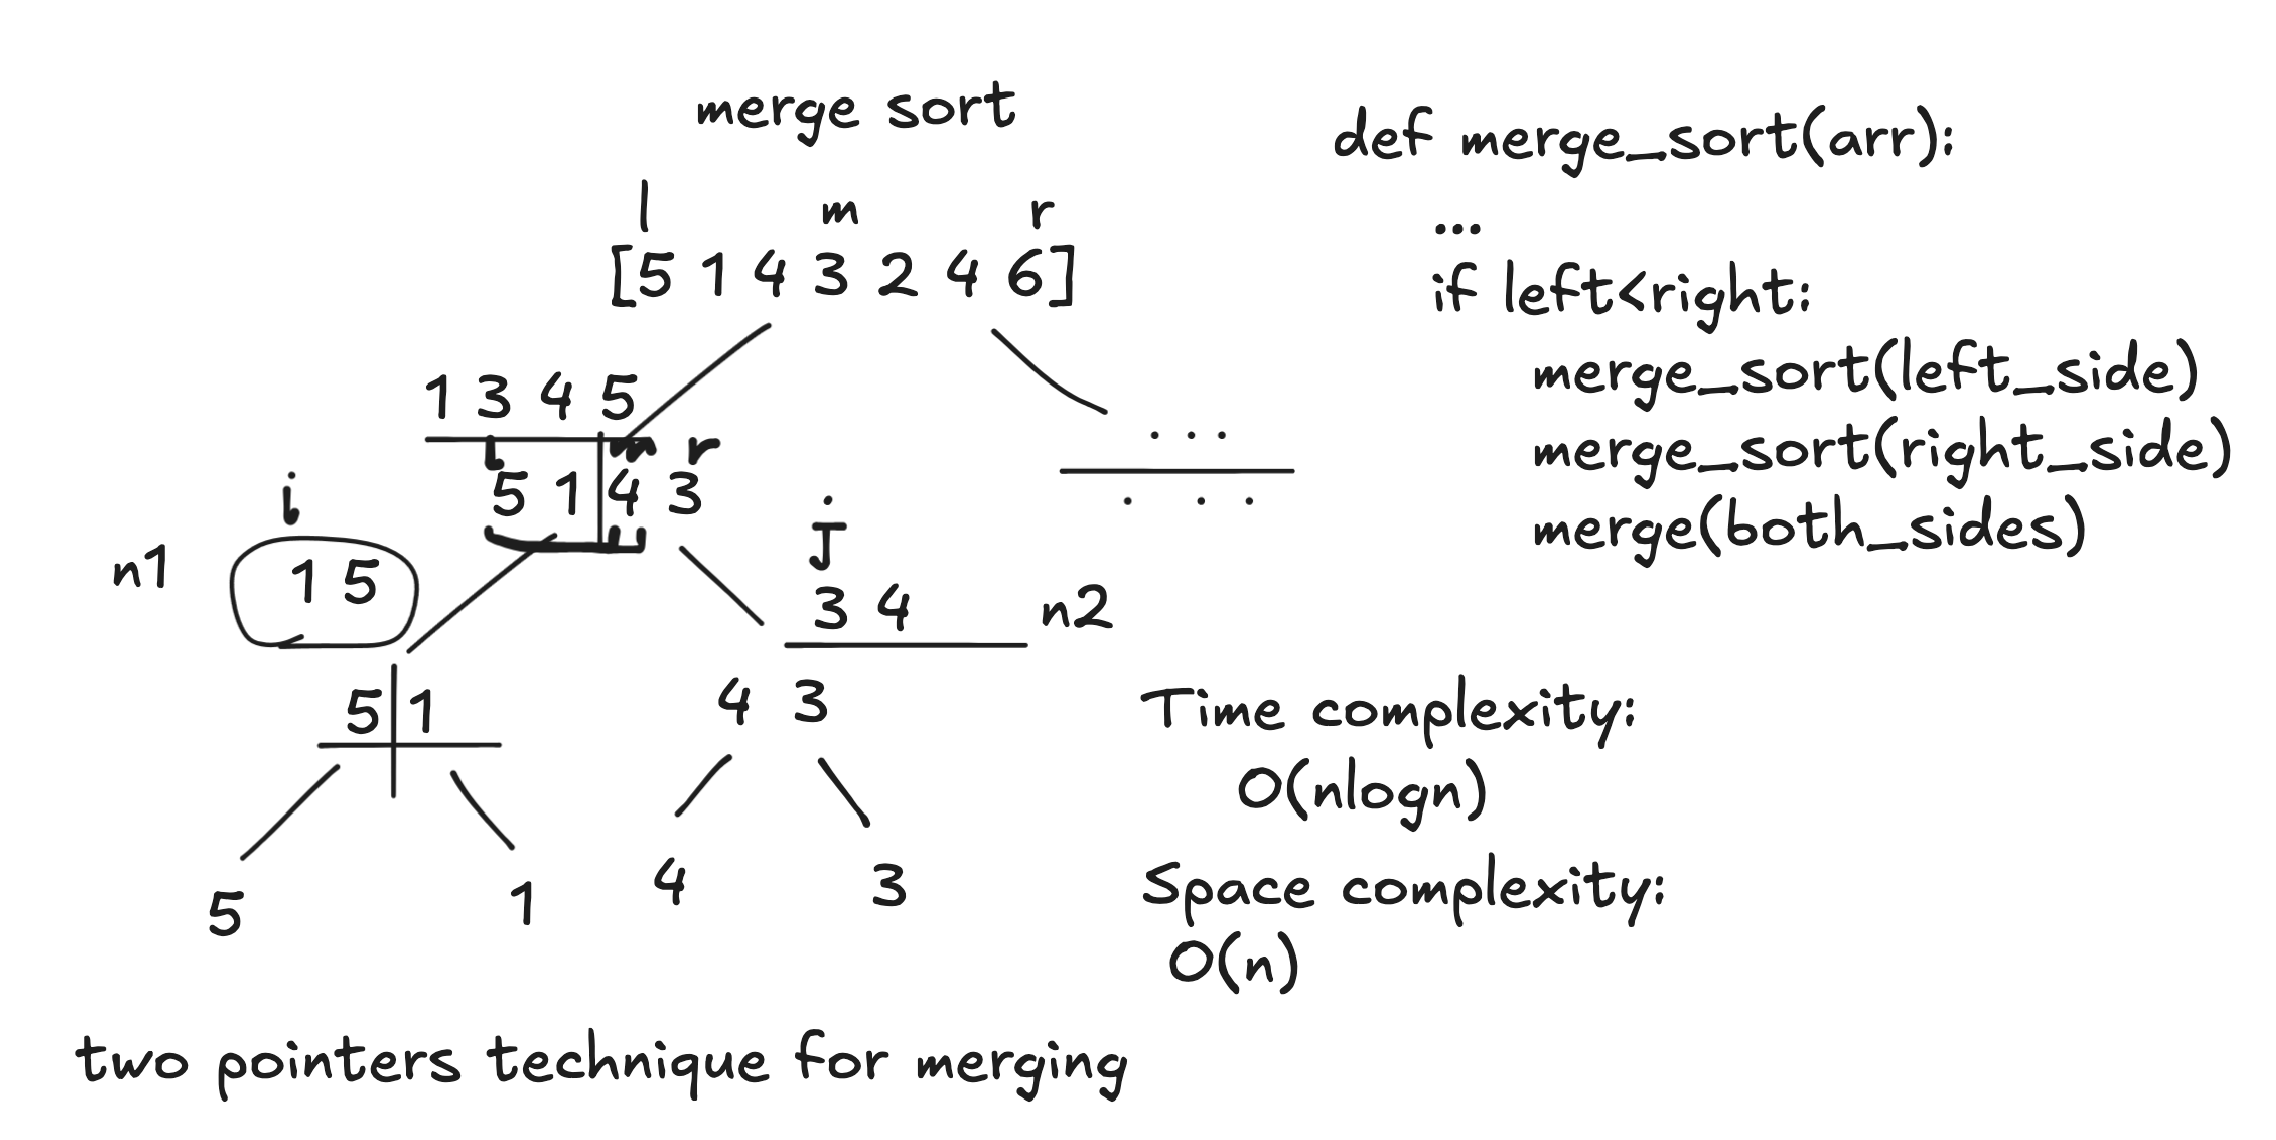 merge sort
l m r
[5 1 4 3 2 4 6]
1 3 4 5
l m r
5 1 4 3
. . .
. . .
i
n1
1 5
j
3 4
n2
5 1
4 3
5 1 4 3
def merge_sort(arr):
...
if left<right:
merge_sort(left_side)
merge_sort(right_side)
merge(both_sides)
Time complexity:
O(nlogn)
Space complexity:
O(n)
two pointers technique for merging